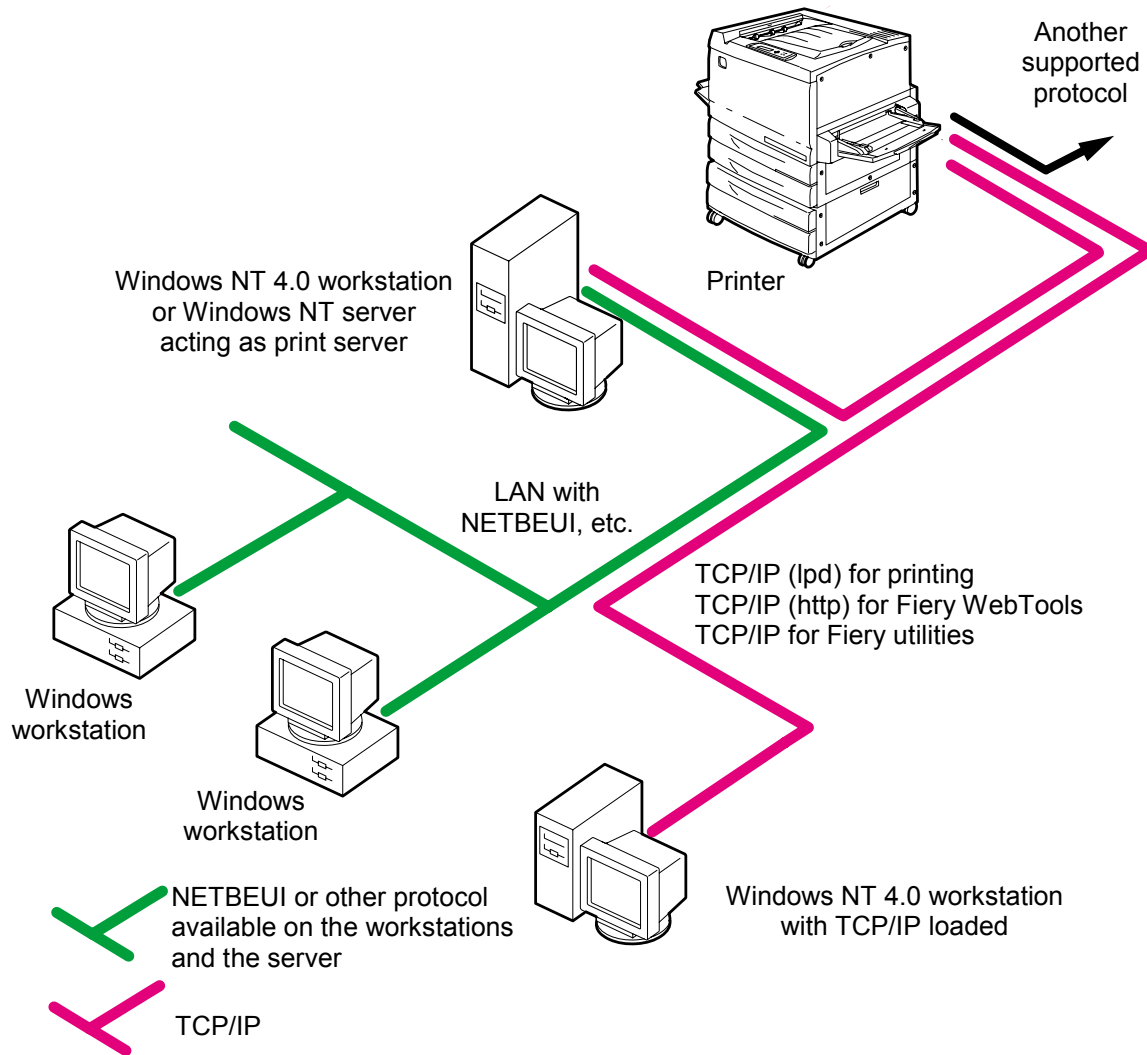 Another
supported
protocol
Printer
Windows NT 4.0 workstation
or Windows NT server
acting as print server
LAN with
NETBEUI, etc.
TCP/IP (lpd) for printing
TCP/IP (http) for Fiery WebTools
TCP/IP for Fiery utilities
Windows
workstation
Windows
workstation
Windows NT 4.0 workstation
with TCP/IP loaded
NETBEUI or other protocol
available on the workstations
and the server
TCP/IP